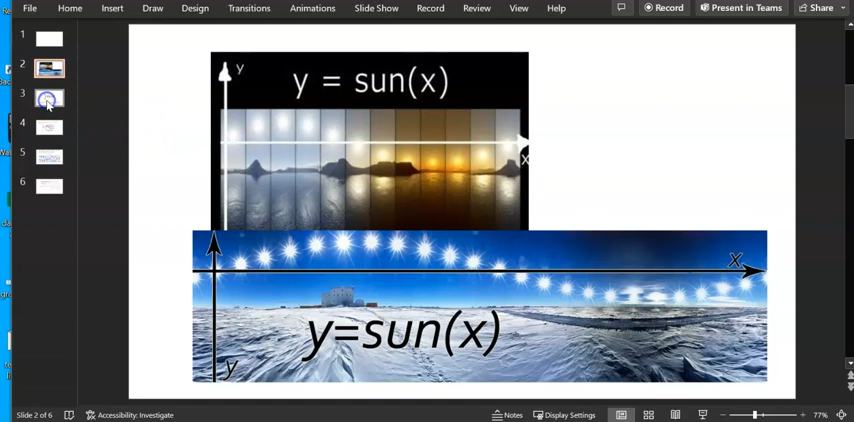 File Home Insert Draw Design Transitions Animations Slide Show Record Review View Help Record Present in Teams Share
1
2
3
4
5
6
y
y = sun(x)
x
x
y=sun(x)
y
Slide 2 of 6 Accessibility: Investigate Notes Display Settings 77%